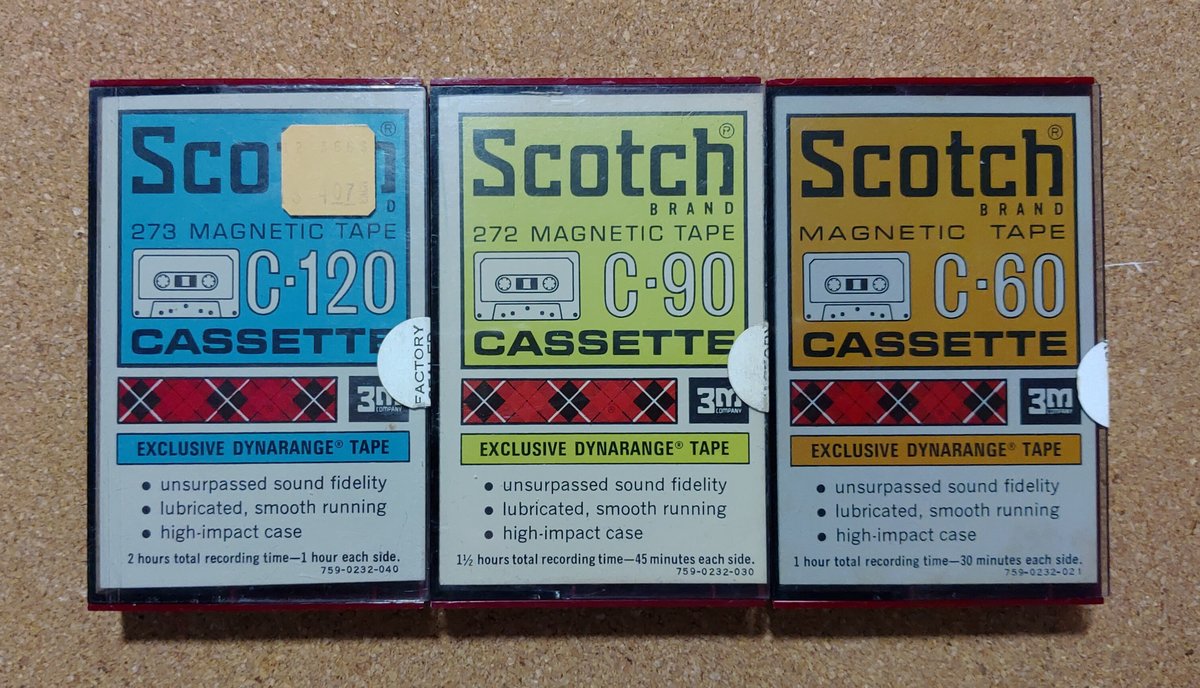 Sco
®
D
273 MAGNETIC TAPE
C·120
CASSETTE
FACTORY
3M
COMPANY
EXCLUSIVE DYNARANGE® TAPE
• unsurpassed sound fidelity
• lubricated, smooth running
• high-impact case
2 hours total recording time—1 hour each side.
759-0232-040
Scotch®
BRAND
272 MAGNETIC TAPE
C·90
CASSETTE
3M
COMPANY
EXCLUSIVE DYNARANGE® TAPE
• unsurpassed sound fidelity
• lubricated, smooth running
• high-impact case
1½ hours total recording time—45 minutes each side.
759-0232-030
Scotch®
BRAND
MAGNETIC TAPE
C·60
CASSETTE
3M
COMPANY
EXCLUSIVE DYNARANGE® TAPE
• unsurpassed sound fidelity
• lubricated, smooth running
• high-impact case
1 hour total recording time—30 minutes each side.
759-0232-021